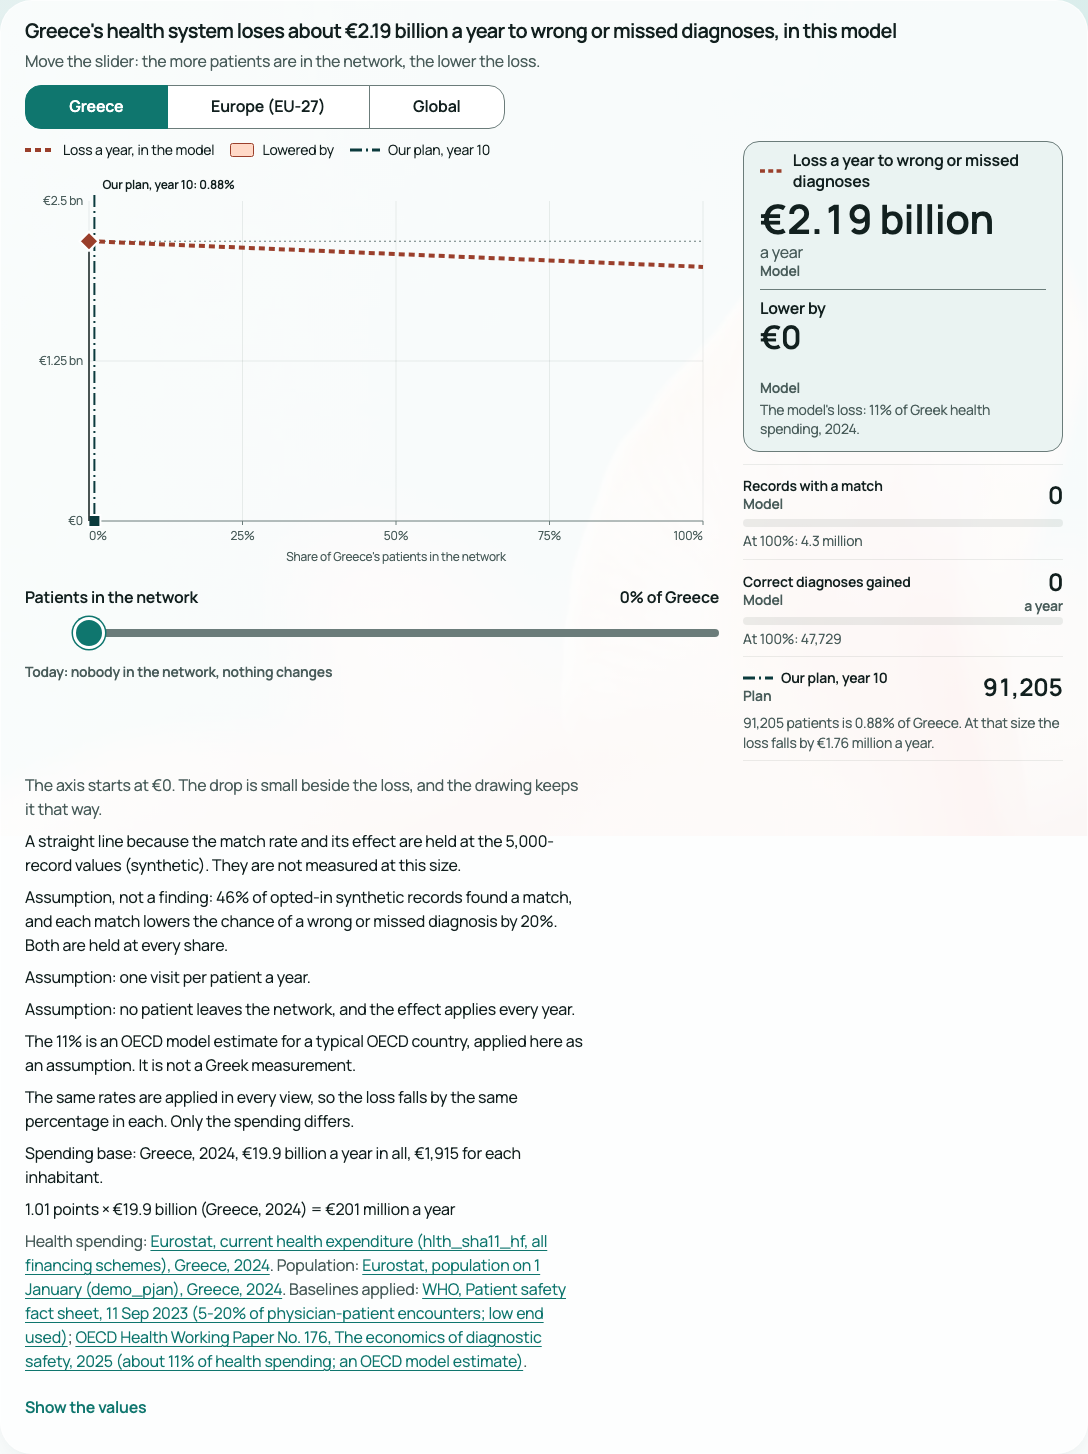 Greece's health system loses about €2.19 billion a year to wrong or missed diagnoses, in this model
Move the slider: the more patients are in the network, the lower the loss.
Greece
Europe (EU-27)
Global
Loss a year, in the model
Lowered by
Our plan, year 10
Our plan, year 10: 0.88%
€2.5 bn
€1.25 bn
€0
0%
25%
50%
75%
100%
Share of Greece's patients in the network
Patients in the network
0% of Greece
Today: nobody in the network, nothing changes
Loss a year to wrong or missed
diagnoses
€2.19 billion
a year
Model
Lower by
€0
Model
The model's loss: 11% of Greek health
spending, 2024.
Records with a match
Model
0
At 100%: 4.3 million
Correct diagnoses gained
Model
0
a year
At 100%: 47,729
Our plan, year 10
Plan
91,205
91,205 patients is 0.88% of Greece. At that size the
loss falls by €1.76 million a year.
The axis starts at €0. The drop is small beside the loss, and the drawing keeps
it that way.
A straight line because the match rate and its effect are held at the 5,000-
record values (synthetic). They are not measured at this size.
Assumption, not a finding: 46% of opted-in synthetic records found a match,
and each match lowers the chance of a wrong or missed diagnosis by 20%.
Both are held at every share.
Assumption: one visit per patient a year.
Assumption: no patient leaves the network, and the effect applies every year.
The 11% is an OECD model estimate for a typical OECD country, applied here as
an assumption. It is not a Greek measurement.
The same rates are applied in every view, so the loss falls by the same
percentage in each. Only the spending differs.
Spending base: Greece, 2024, €19.9 billion a year in all, €1,915 for each
inhabitant.
1.01 points × €19.9 billion (Greece, 2024) = €201 million a year
Health spending: Eurostat, current health expenditure (hlth_sha11_hf, all
financing schemes), Greece, 2024. Population: Eurostat, population on 1
January (demo_pjan), Greece, 2024. Baselines applied: WHO, Patient safety
fact sheet, 11 Sep 2023 (5-20% of physician-patient encounters; low end
used); OECD Health Working Paper No. 176, The economics of diagnostic
safety, 2025 (about 11% of health spending; an OECD model estimate).
Show the values